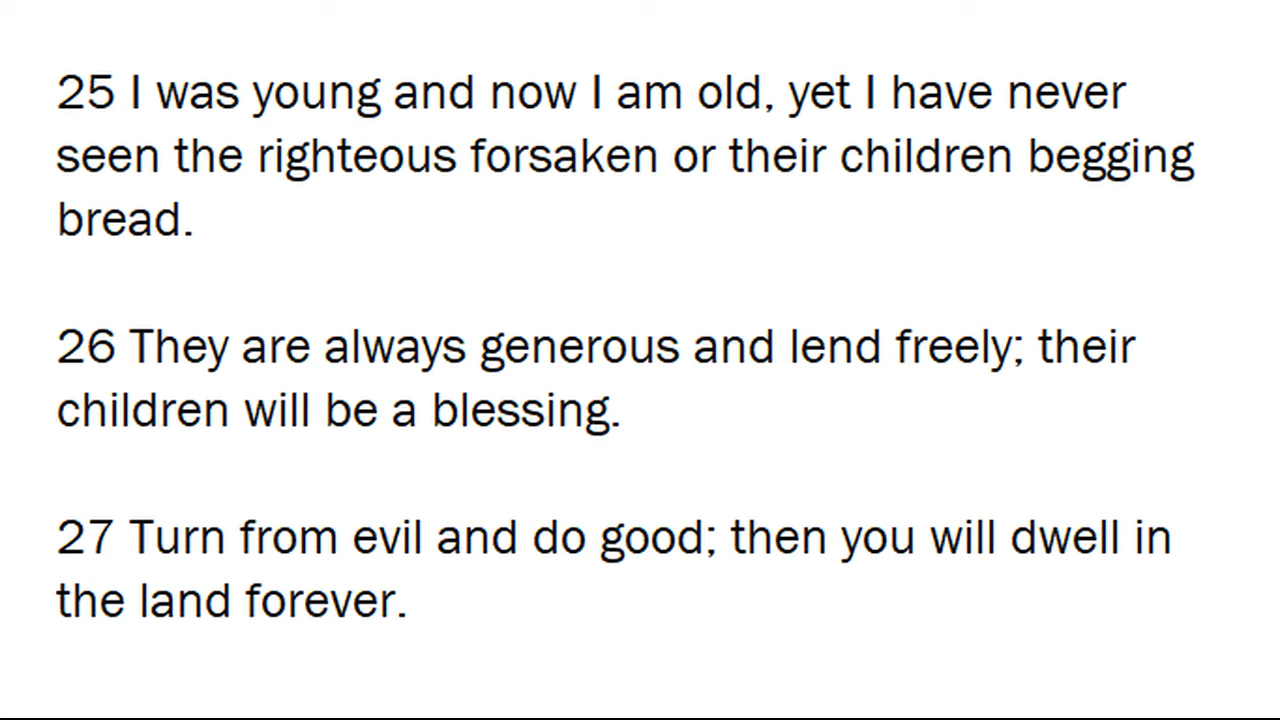 25 I was young and now I am old, yet I have never
seen the righteous forsaken or their children begging
bread.
26 They are always generous and lend freely; their
children will be a blessing.
27 Turn from evil and do good; then you will dwell in
the land forever.